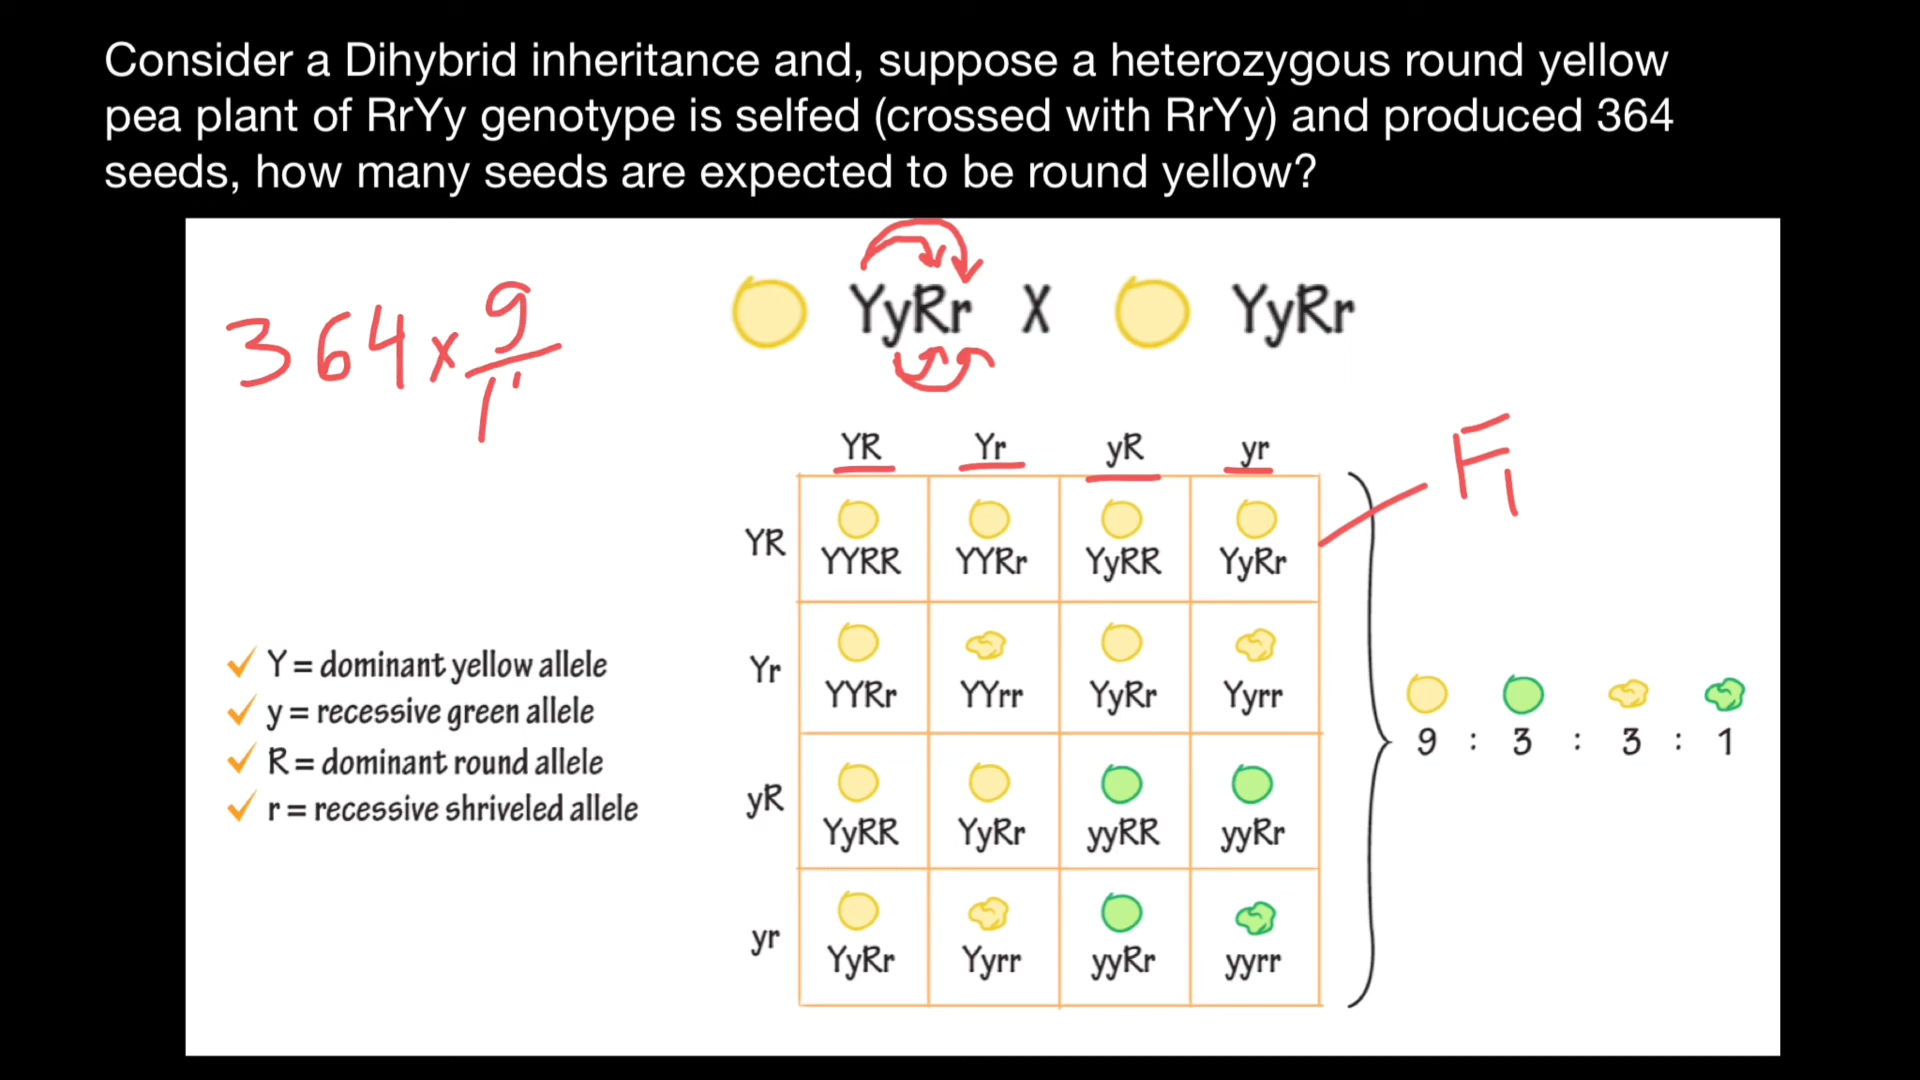 Consider a Dihybrid inheritance and, suppose a heterozygous round yellow
pea plant of RrYy genotype is selfed (crossed with RrYy) and produced 364
seeds, how many seeds are expected to be round yellow?
YyRr X YyRr
364 × 9
F1
YR Yr yR yr
YR YYRR YYRr YyRR YyRr
Yr YYRr YYrr YyRr Yyrr
yR YyRR YyRr yyRR yyRr
yr YyRr Yyrr yyRr yyrr
Y = dominant yellow allele
y = recessive green allele
R = dominant round allele
r = recessive shriveled allele
9 : 3 : 3 : 1